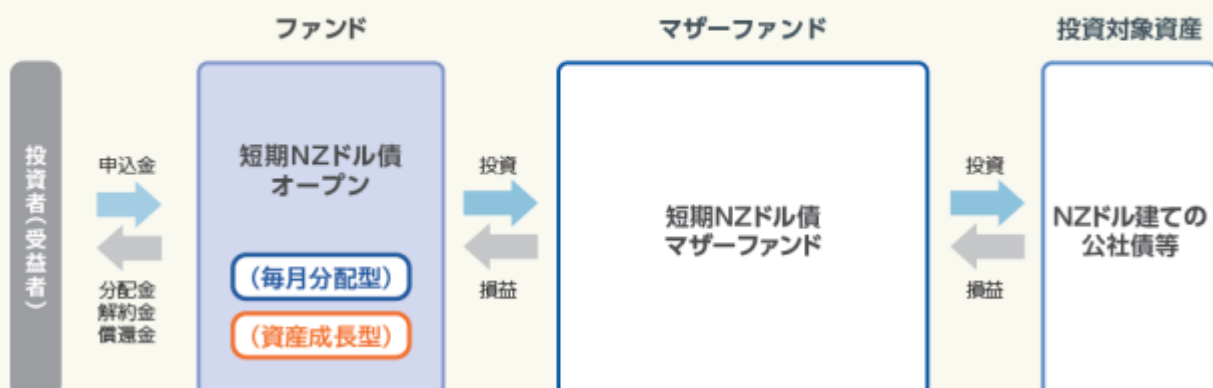 ファンド
マザーファンド
投資対象資産
投資者（受益者）
申込金
分配金
解約金
償還金
短期NZドル債
オープン
（毎月分配型）
（資産成長型）
投資
損益
短期NZドル債
マザーファンド
投資
損益
NZドル建ての
公社債等